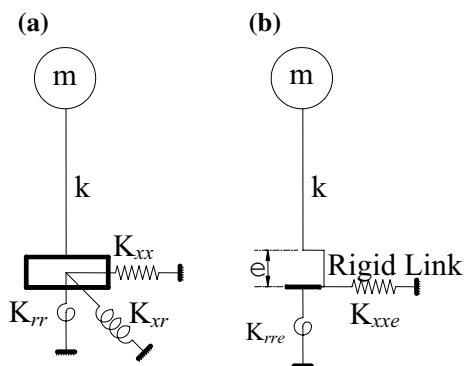 (a)
m
k
K_xx
K_rr
K_xr
(b)
m
k
e
Rigid Link
K_xxe
K_rre